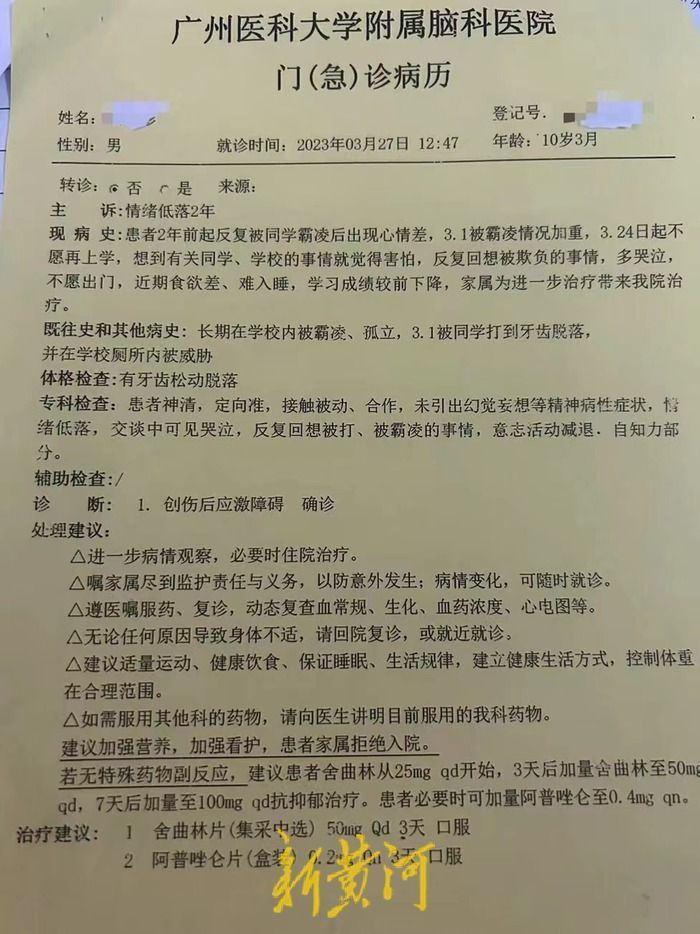 广州医科大学附属脑科医院
门(急)诊病历
姓名:
登记号.
性别: 男 就诊时间: 2023年03月27日 12:47 年龄: 10岁3月
转诊: 否 是 来源:
主 诉:情绪低落2年
现 病 史:患者2年前起反复被同学霸凌后出现心情差，3.1被霸凌情况加重，3.24日起不
愿再上学，想到有关同学、学校的事情就觉得害怕，反复回想被欺负的事情，多哭泣，
不愿出门，近期食欲差、难入睡，学习成绩较前下降，家属为进一步治疗带来我院治
疗。
既往史和其他病史: 长期在学校内被霸凌、孤立，3.1被同学打到牙齿脱落，
并在学校厕所内被威胁
体格检查:有牙齿松动脱落
专科检查: 患者神清，定向准，接触被动、合作，未引出幻觉妄想等精神病性症状，情
绪低落，交谈中可见哭泣，反复回想被打、被霸凌的事情，意志活动减退．自知力部
分。
辅助检查:/
诊 断: 1. 创伤后应激障碍 确诊
处理建议:
△进一步病情观察，必要时住院治疗。
△嘱家属尽到监护责任与义务，以防意外发生；病情变化，可随时就诊。
△遵医嘱服药、复诊，动态复查血常规、生化、血药浓度、心电图等。
△无论任何原因导致身体不适，请回院复诊，或就近就诊。
△建议适量运动、健康饮食、保证睡眠、生活规律，建立健康生活方式，控制体重
在合理范围。
△如需服用其他科的药物，请向医生讲明目前服用的我科药物。
建议加强营养，加强看护，患者家属拒绝入院。
若无特殊药物副反应，建议患者舍曲林从25mg qd开始，3天后加量舍曲林至50mg
qd，7天后加量至100mg qd抗抑郁治疗。患者必要时可加量阿普唑仑至0.4mg qn。
治疗建议: 1 舍曲林片(集采中选) 50mg Qd 3天 口服
2 阿普唑仑片(盒装) 0.2mg Qn 3天 口服
新黄河